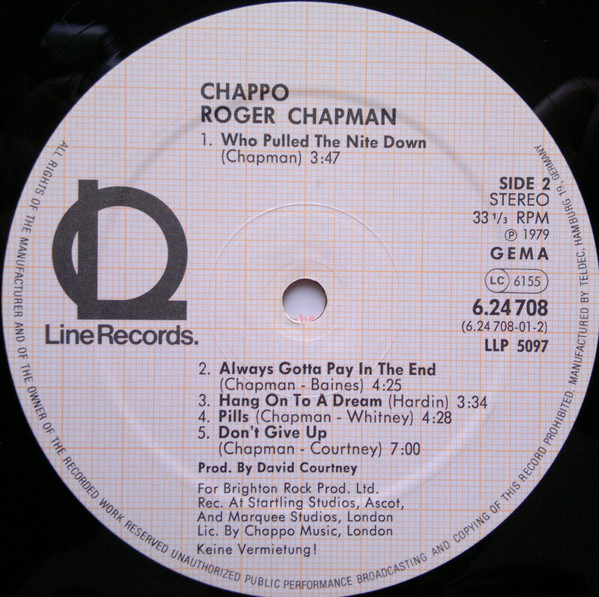 CHAPPO
ROGER CHAPMAN
1. Who Pulled The Nite Down
(Chapman) 3:47
SIDE 2
STEREO
33 1/3 RPM
Ⓟ 1979
GEMA
LC 6155
6.24 708
(6.24 708-01-2)
LLP 5097
Line Records.
2. Always Gotta Pay In The End
(Chapman - Baines) 4:25
3. Hang On To A Dream (Hardin) 3:34
4. Pills (Chapman - Whitney) 4:28
5. Don't Give Up
(Chapman - Courtney) 7:00
Prod. By David Courtney
For Brighton Rock Prod. Ltd.
Rec. At Startling Studios, Ascot,
And Marquee Studios, London
Lic. By Chappo Music, London
Keine Vermietung!
ALL RIGHTS OF THE MANUFACTURER AND OF THE OWNER OF THE RECORDED WORK RESERVED UNAUTHORIZED PUBLIC PERFORMANCE BROADCASTING AND COPYING OF THIS RECORD PROHIBITED. MANUFACTURED BY TELDEC, HAMBURG 19, GERMANY